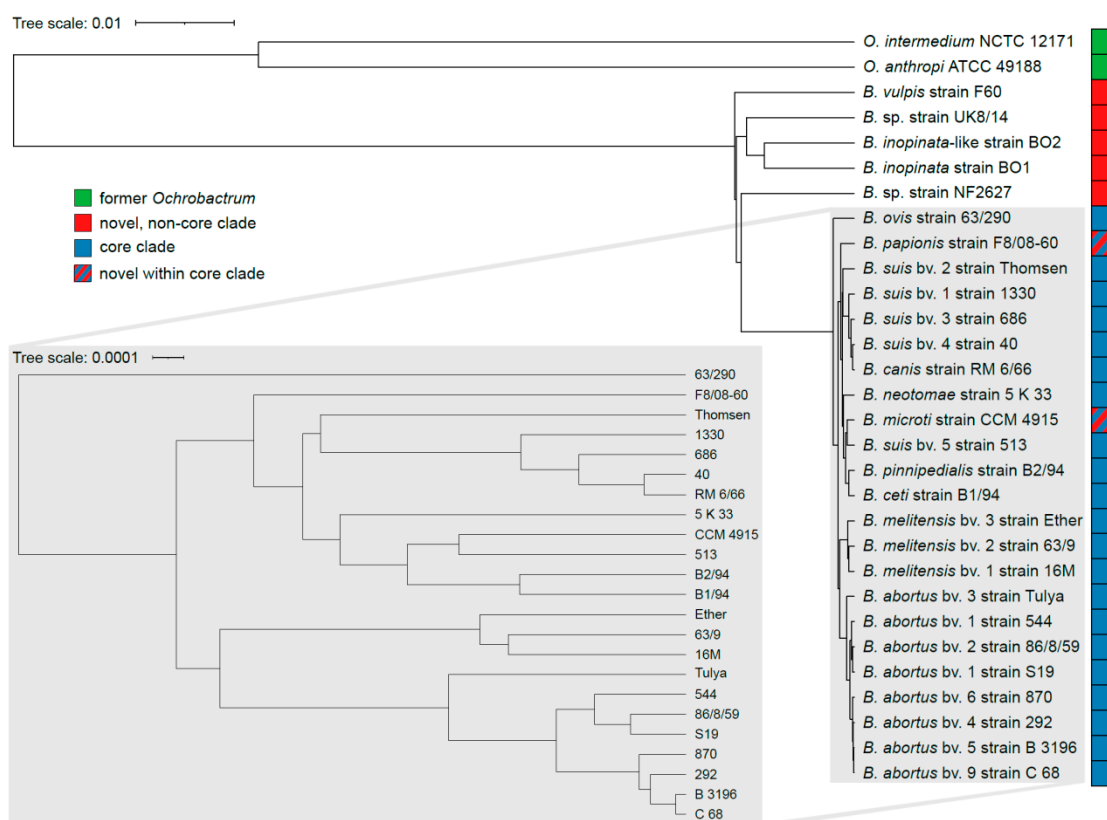 Tree scale: 0.01
O. intermedium NCTC 12171
O. anthropi ATCC 49188
B. vulpis strain F60
B. sp. strain UK8/14
B. inopinata-like strain BO2
B. inopinata strain BO1
B. sp. strain NF2627
former Ochrobactrum
novel, non-core clade
core clade
novel within core clade
B. ovis strain 63/290
B. papionis strain F8/08-60
B. suis bv. 2 strain Thomsen
B. suis bv. 1 strain 1330
B. suis bv. 3 strain 686
B. suis bv. 4 strain 40
B. canis strain RM 6/66
B. neotomae strain 5 K 33
B. microti strain CCM 4915
B. suis bv. 5 strain 513
B. pinnipedialis strain B2/94
B. ceti strain B1/94
B. melitensis bv. 3 strain Ether
B. melitensis bv. 2 strain 63/9
B. melitensis bv. 1 strain 16M
B. abortus bv. 3 strain Tulya
B. abortus bv. 1 strain 544
B. abortus bv. 2 strain 86/8/59
B. abortus bv. 1 strain S19
B. abortus bv. 6 strain 870
B. abortus bv. 4 strain 292
B. abortus bv. 5 strain B 3196
B. abortus bv. 9 strain C 68
Tree scale: 0.0001
63/290
F8/08-60
Thomsen
1330
686
40
RM 6/66
5 K 33
CCM 4915
513
B2/94
B1/94
Ether
63/9
16M
Tulya
544
86/8/59
S19
870
292
B 3196
C 68